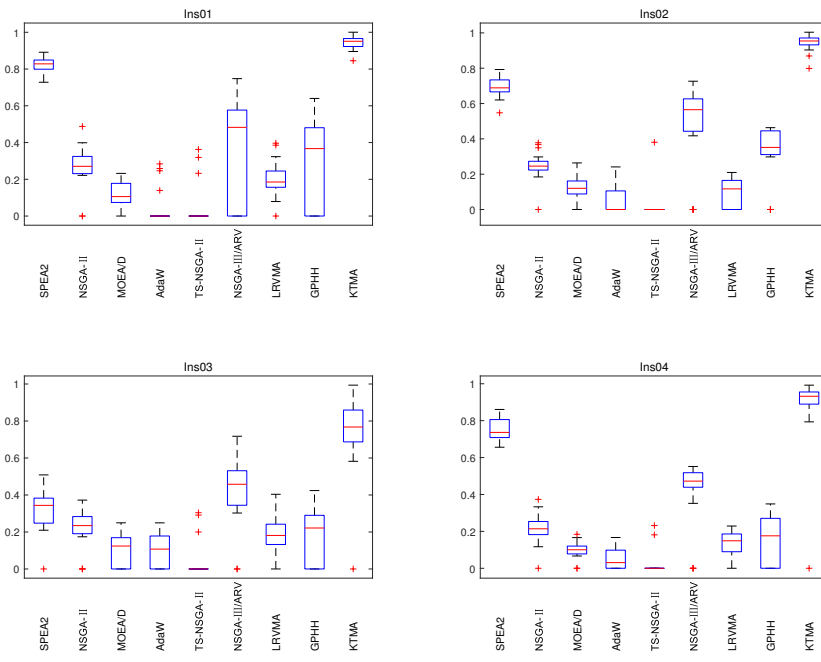 Ins01
1
0.8
0.6
0.4
0.2
0
SPEA2
NSGA-Ⅱ
MOEA/D
AdaW
TS-NSGA-Ⅱ
NSGA-Ⅲ/ARV
LRVMA
GPHH
KTMA
Ins02
1
0.8
0.6
0.4
0.2
0
SPEA2
NSGA-Ⅱ
MOEA/D
AdaW
TS-NSGA-Ⅱ
NSGA-Ⅲ/ARV
LRVMA
GPHH
KTMA
Ins03
1
0.8
0.6
0.4
0.2
0
SPEA2
NSGA-Ⅱ
MOEA/D
AdaW
TS-NSGA-Ⅱ
NSGA-Ⅲ/ARV
LRVMA
GPHH
KTMA
Ins04
1
0.8
0.6
0.4
0.2
0
SPEA2
NSGA-Ⅱ
MOEA/D
AdaW
TS-NSGA-Ⅱ
NSGA-Ⅲ/ARV
LRVMA
GPHH
KTMA